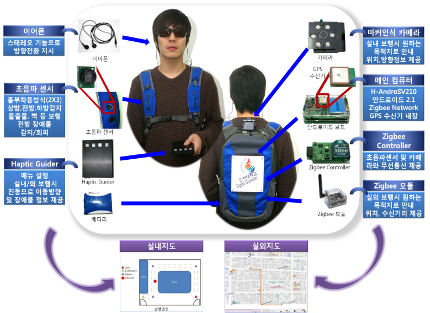 이어폰
스테레오 기능으로
방향전환 지시
이어폰
초음파 센서
흉부착용방식(2X3)
상방,전방,하방감지
돌출물, 벽 등 보행
전방 장애물
감지/회피
초음파 센서
Haptic Guider
메뉴 설정
실내/외 보행시
진동으로 이동방향
및 장애물 정보 제공
Haptic Guider
배터리
마커인식 카메라
실내 보행시 원하는
목적지로 안내
위치,방향정보 제공
카메라
GPS
수신기
메인 컴퓨터
H-AndroSV210
안드로이드 2.1
Zigbee Network
GPS 수신기 내장
안드로이드 보드
Zigbee
Controller
초음파센서 및 카메
라와 무선통신 제공
Zigbee Controller
Zigbee 모듈
실외 보행시 원하는
목적지로 안내
위치, 수신거리 제공
Zigbee 모듈
실내지도
실외지도